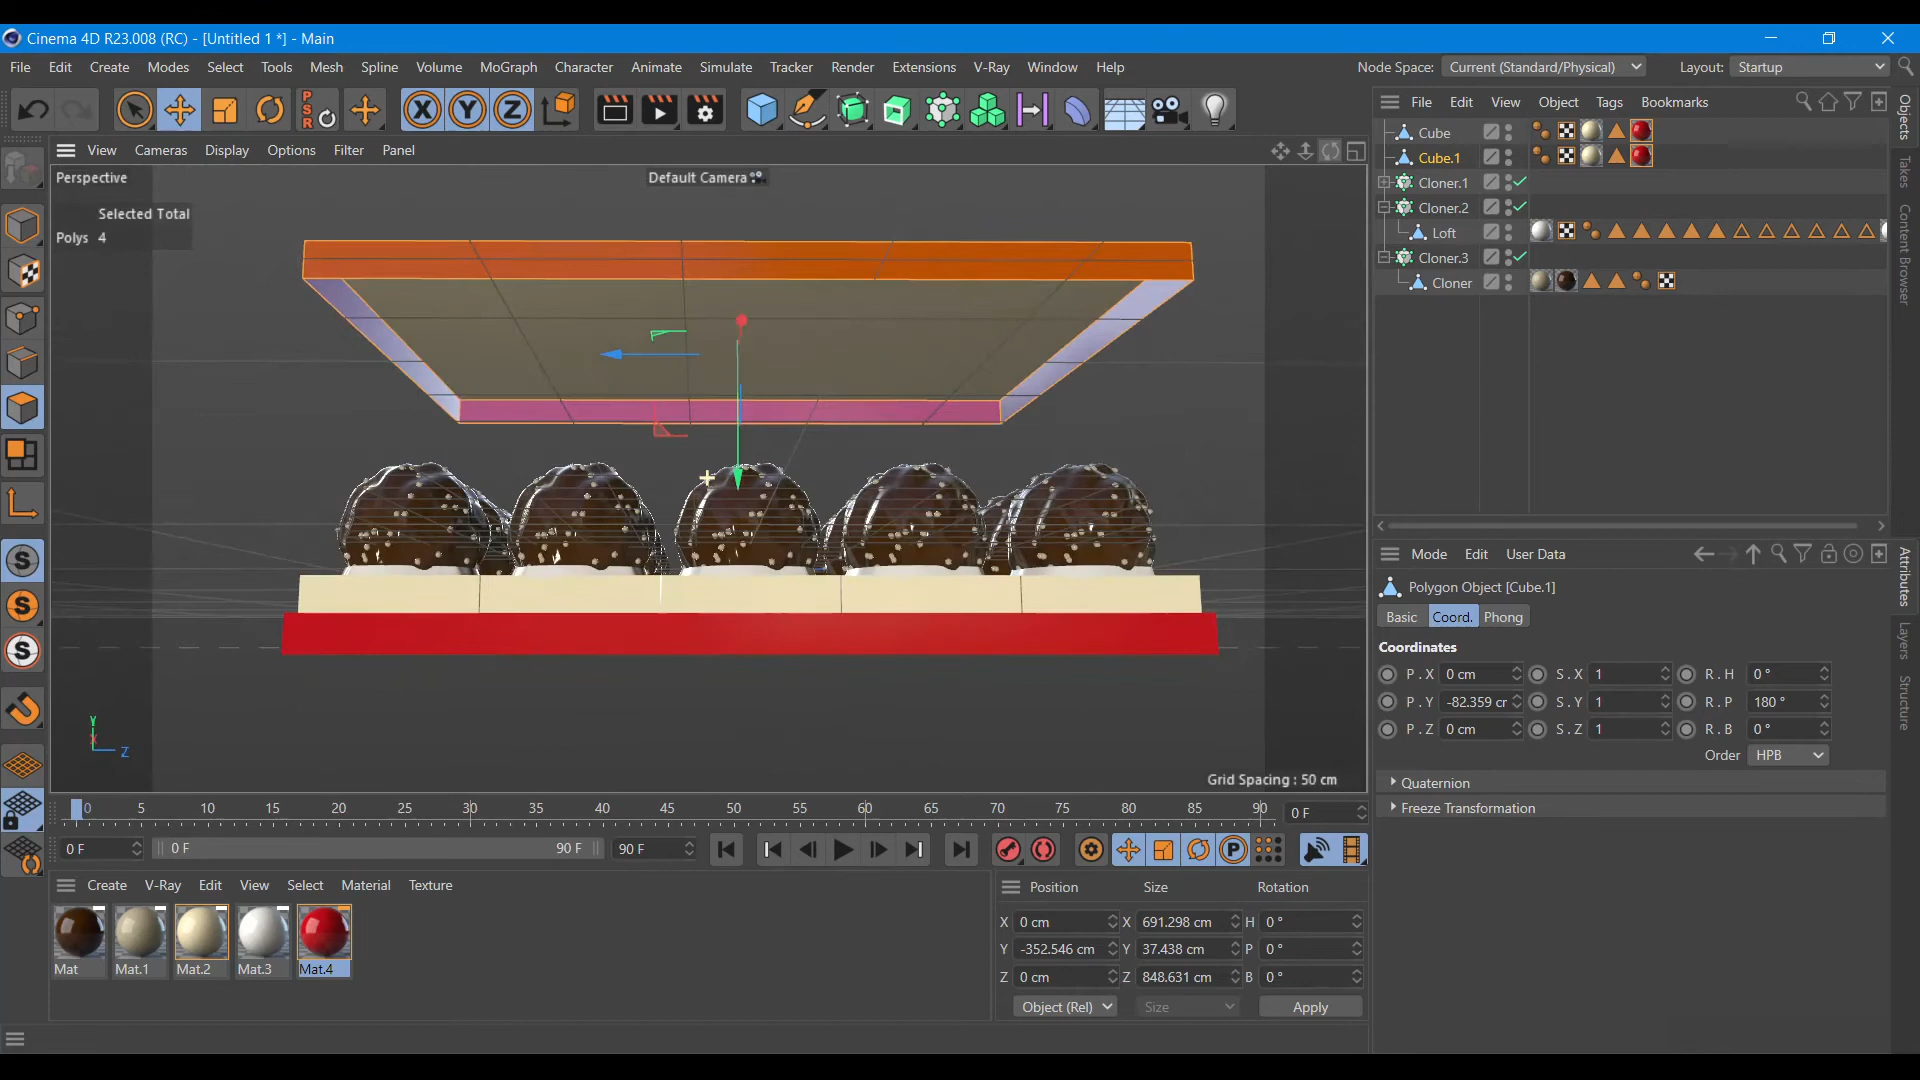 Cinema 4D R23.008 (RC) - [Untitled 1 *] - Main
File Edit Create Modes Select Tools Mesh Spline Volume MoGraph Character Animate Simulate Tracker Render Extensions V-Ray Window Help Node Space: Current (Standard/Physical) Layout: Startup
PSR X Y Z
File Edit View Object Tags Bookmarks
View Cameras Display Options Filter Panel
Perspective Default Camera
Selected Total
Polys 4
Cube
Cube.1
Cloner.1
Cloner.2
Loft
Cloner.3
Cloner
Objects
Takes
Content Browser
Mode Edit User Data
Polygon Object [Cube.1]
Basic Coord. Phong
Coordinates
P . X 0 cm S . X 1 R . H 0 °
P . Y -82.359 cr S . Y 1 R . P 180 °
P . Z 0 cm S . Z 1 R . B 0 °
Order HPB
Quaternion
Freeze Transformation
Attributes
Layers
Structure
S
S
S
Y
X
Z
Grid Spacing : 50 cm
0 5 10 15 20 25 30 35 40 45 50 55 60 65 70 75 80 85 90 0 F
0 F 0 F 90 F 90 F P
Create V-Ray Edit View Select Material Texture
Mat Mat.1 Mat.2 Mat.3 Mat.4
Position Size Rotation
X 0 cm X 691.298 cm H 0 °
Y -352.546 cm Y 37.438 cm P 0 °
Z 0 cm Z 848.631 cm B 0 °
Object (Rel) Size Apply